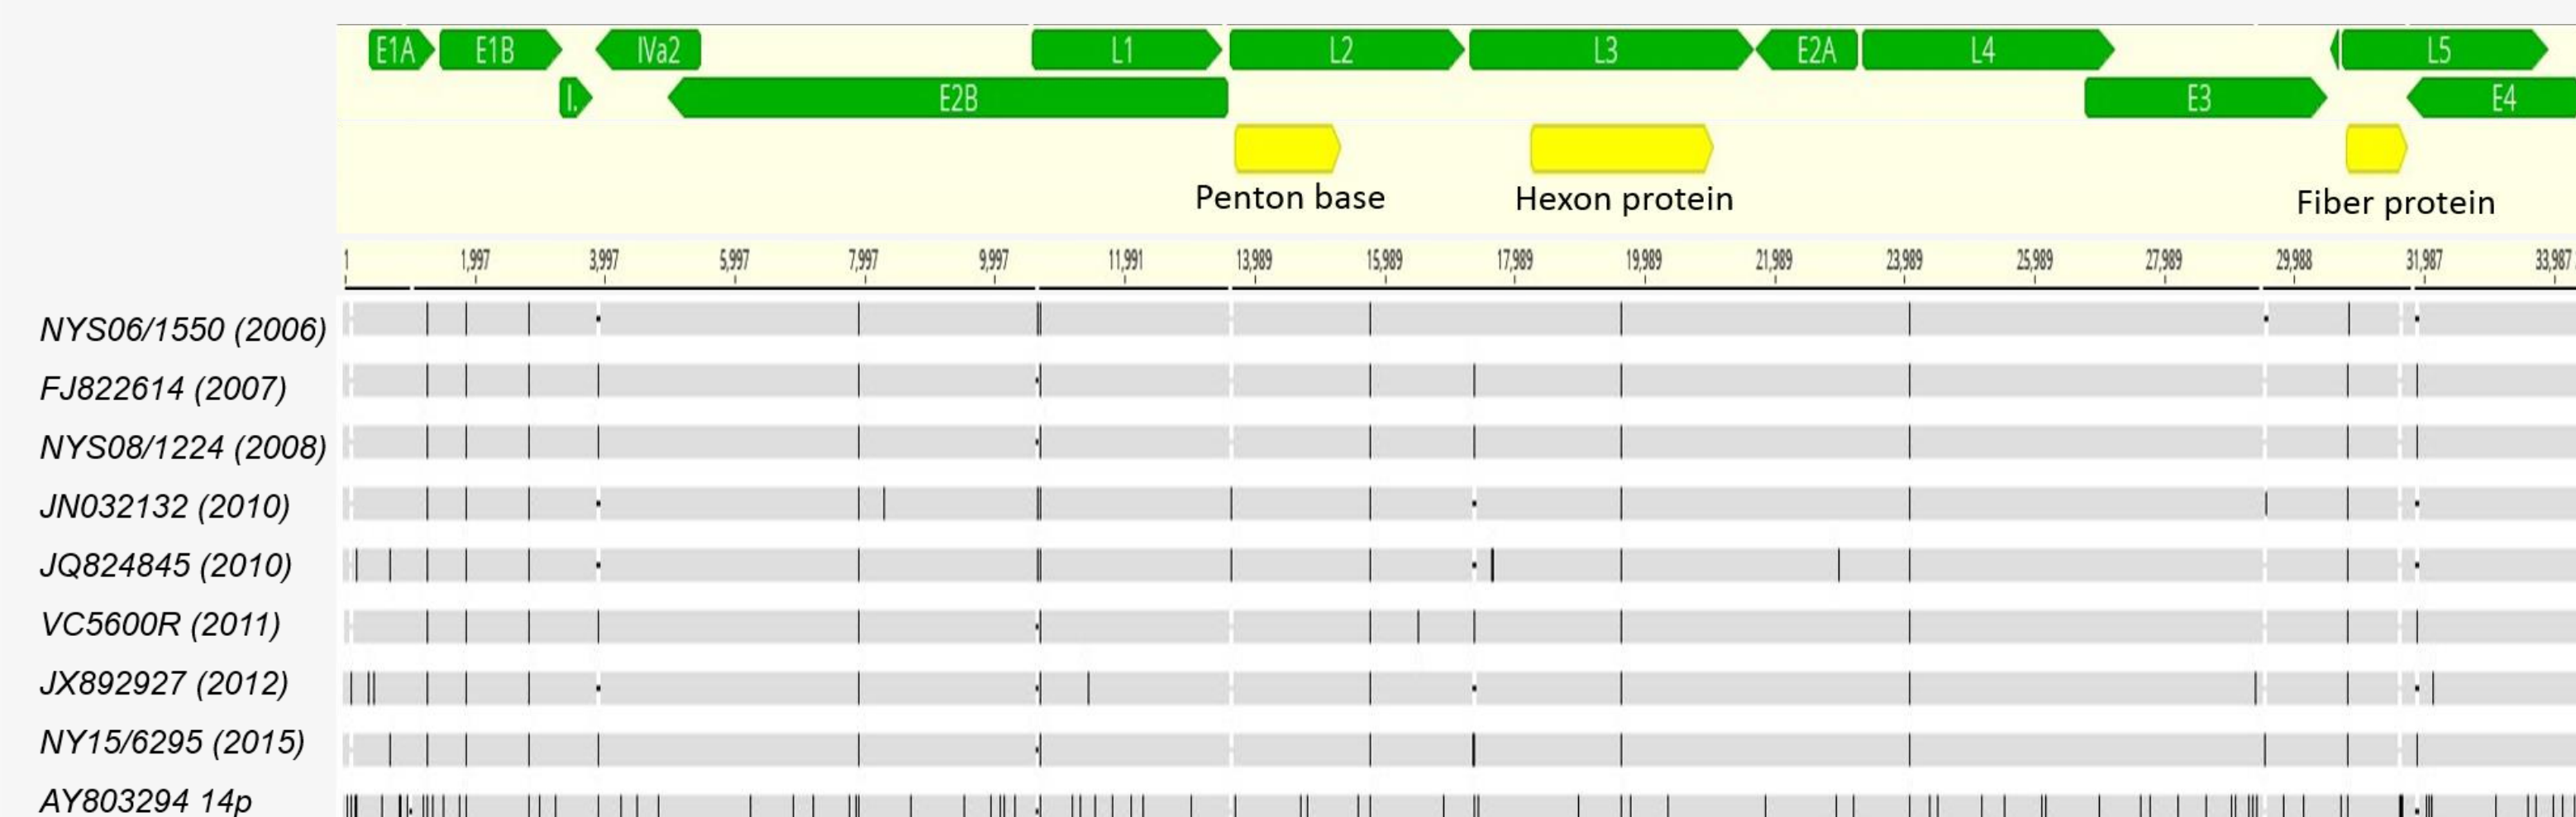 E1A E1B IVa2 L1 L2 L3 E2A L4 L5
I. E2B E3 E4
Penton base Hexon protein Fiber protein
1 1,997 3,997 5,997 7,997 9,997 11,991 13,989 15,989 17,989 19,989 21,989 23,989 25,989 27,989 29,988 31,987 33,987
NYS06/1550 (2006)
FJ822614 (2007)
NYS08/1224 (2008)
JN032132 (2010)
JQ824845 (2010)
VC5600R (2011)
JX892927 (2012)
NY15/6295 (2015)
AY803294 14p